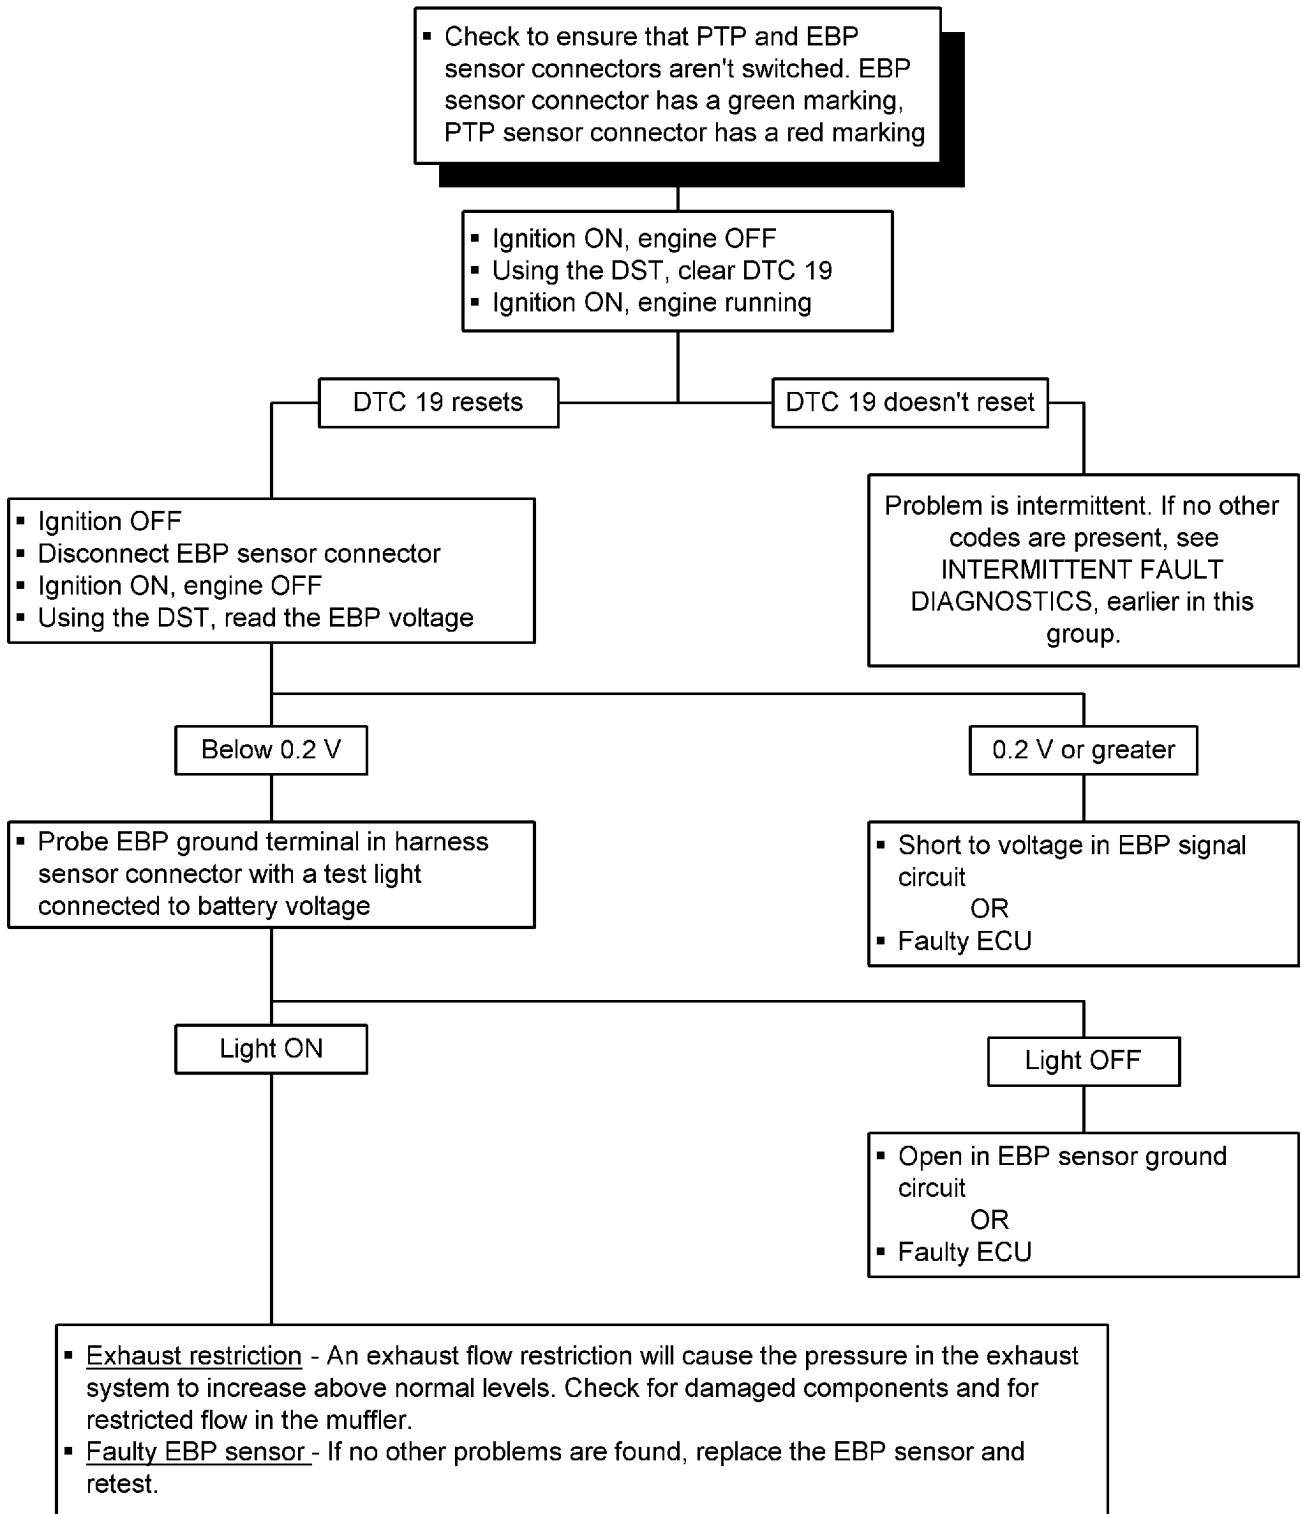 ▪ Check to ensure that PTP and EBP
sensor connectors aren't switched. EBP
sensor connector has a green marking,
PTP sensor connector has a red marking
▪ Ignition ON, engine OFF
▪ Using the DST, clear DTC 19
▪ Ignition ON, engine running
DTC 19 resets
DTC 19 doesn't reset
▪ Ignition OFF
▪ Disconnect EBP sensor connector
▪ Ignition ON, engine OFF
▪ Using the DST, read the EBP voltage
Problem is intermittent. If no other
codes are present, see
INTERMITTENT FAULT
DIAGNOSTICS, earlier in this
group.
Below 0.2 V
0.2 V or greater
▪ Probe EBP ground terminal in harness
sensor connector with a test light
connected to battery voltage
▪ Short to voltage in EBP signal
circuit
OR
▪ Faulty ECU
Light ON
Light OFF
▪ Open in EBP sensor ground
circuit
OR
▪ Faulty ECU
▪ Exhaust restriction - An exhaust flow restriction will cause the pressure in the exhaust
system to increase above normal levels. Check for damaged components and for
restricted flow in the muffler.
▪ Faulty EBP sensor - If no other problems are found, replace the EBP sensor and
retest.